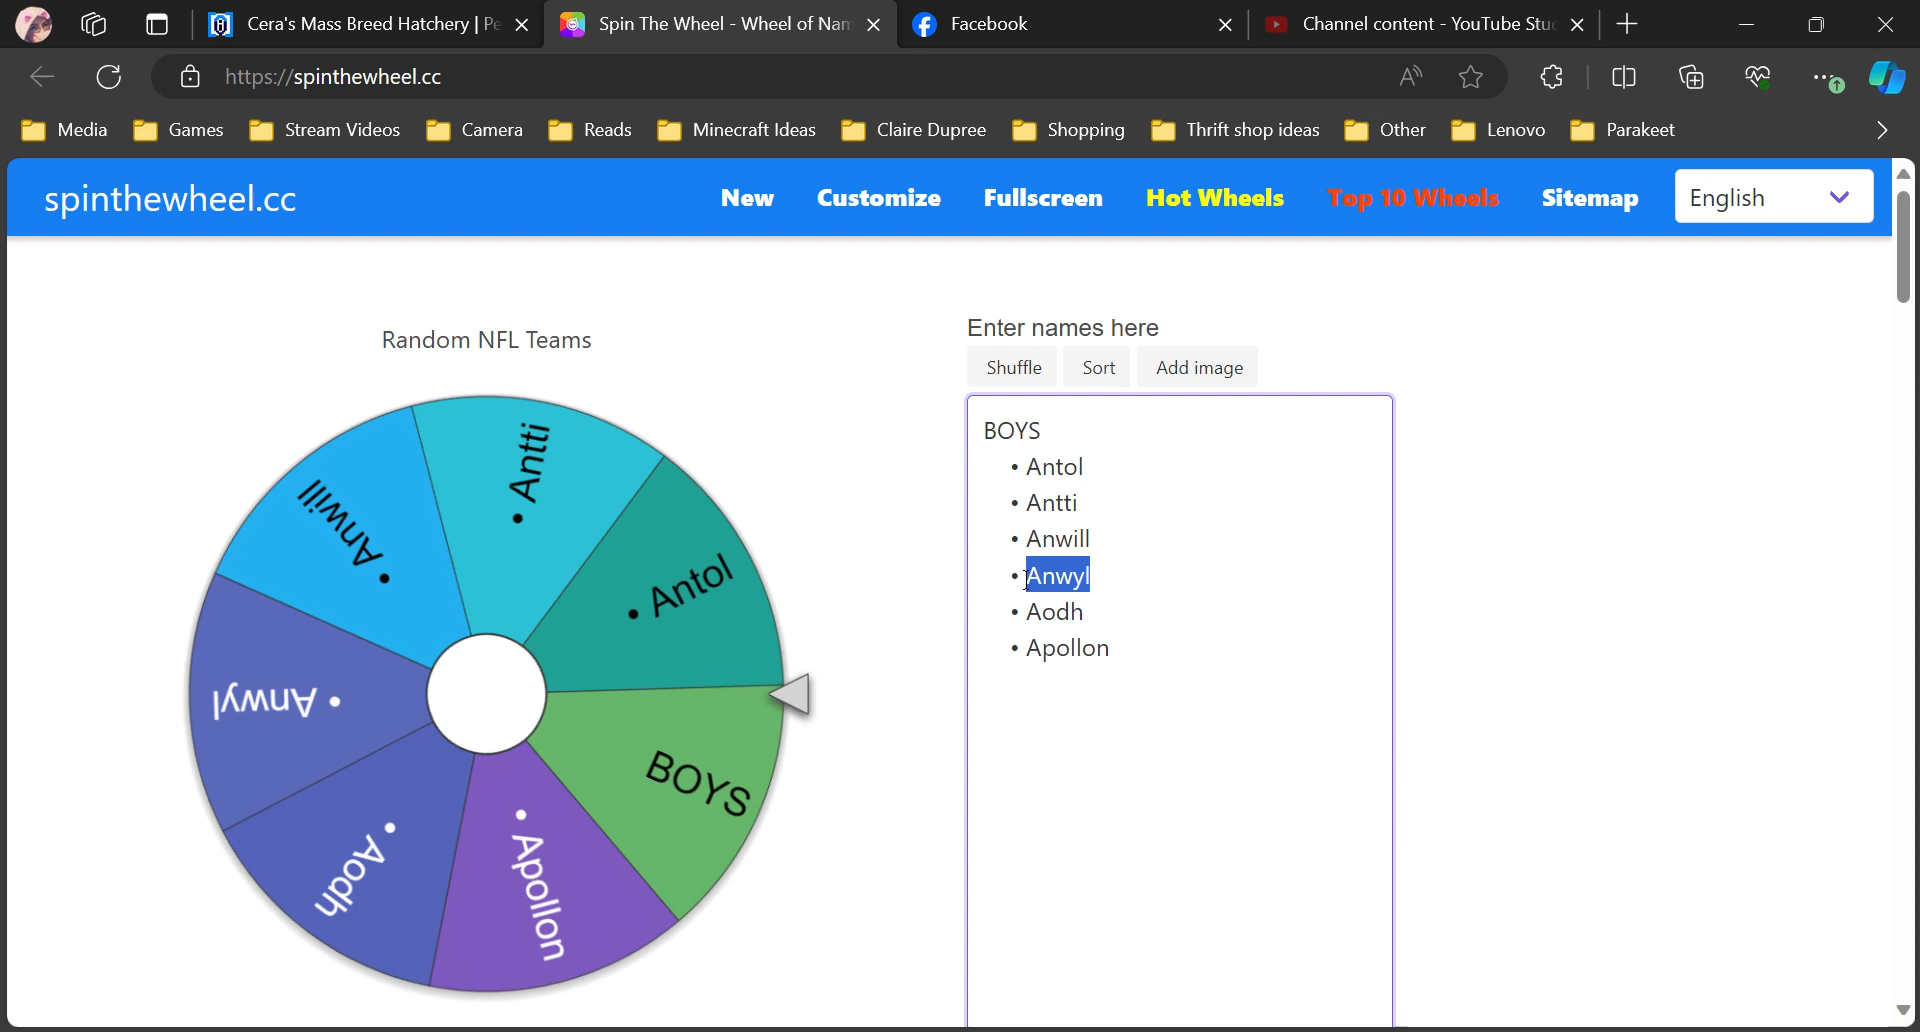 Cera's Mass Breed Hatchery | Pe
Spin The Wheel - Wheel of Nam
Facebook
Channel content - YouTube Stud
https://spinthewheel.cc
Media
Games
Stream Videos
Camera
Reads
Minecraft Ideas
Claire Dupree
Shopping
Thrift shop ideas
Other
Lenovo
Parakeet
spinthewheel.cc
New
Customize
Fullscreen
Hot Wheels
Top 10 Wheels
Sitemap
English
Random NFL Teams
• Antti
• Antol
BOYS
• Apollon
• Aodh
• Anwyl
• Anwill
Enter names here
Shuffle
Sort
Add image
BOYS
• Antol
• Antti
• Anwill
• Anwyl
• Aodh
• Apollon